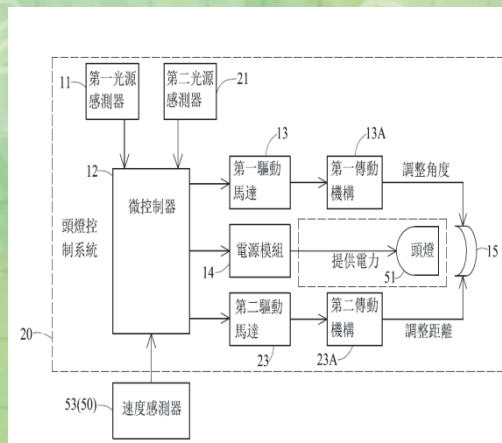 11
第一光源
感測器
第二光源
感測器
21
12
微控制器
頭燈控
制系統
13
第一驅動
馬達
13A
第一傳動
機構
調整角度
電源模組
14
提供電力
頭燈
51
15
第二驅動
馬達
23
第二傳動
機構
23A
調整距離
20
53(50)
速度感測器